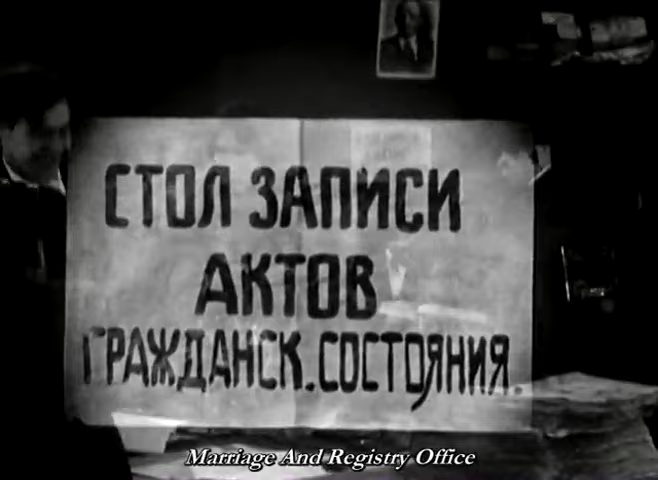 СТОЛ ЗАПИСИ
АКТОВ
ГРАЖДАНСК. СОСТОЯНИЯ.
Marriage And Registry Office